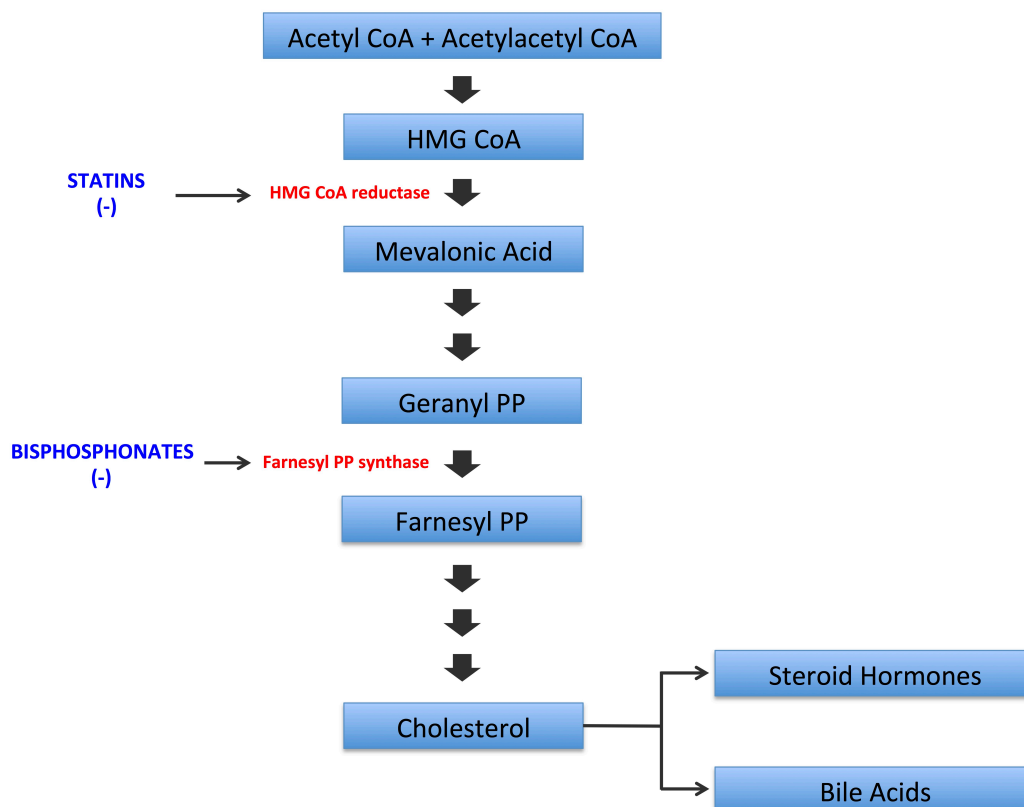 Acetyl CoA + Acetylacetyl CoA
HMG CoA
STATINS
(-)
HMG CoA reductase
Mevalonic Acid
Geranyl PP
BISPHOSPHONATES
(-)
Farnesyl PP synthase
Farnesyl PP
Steroid Hormones
Cholesterol
Bile Acids